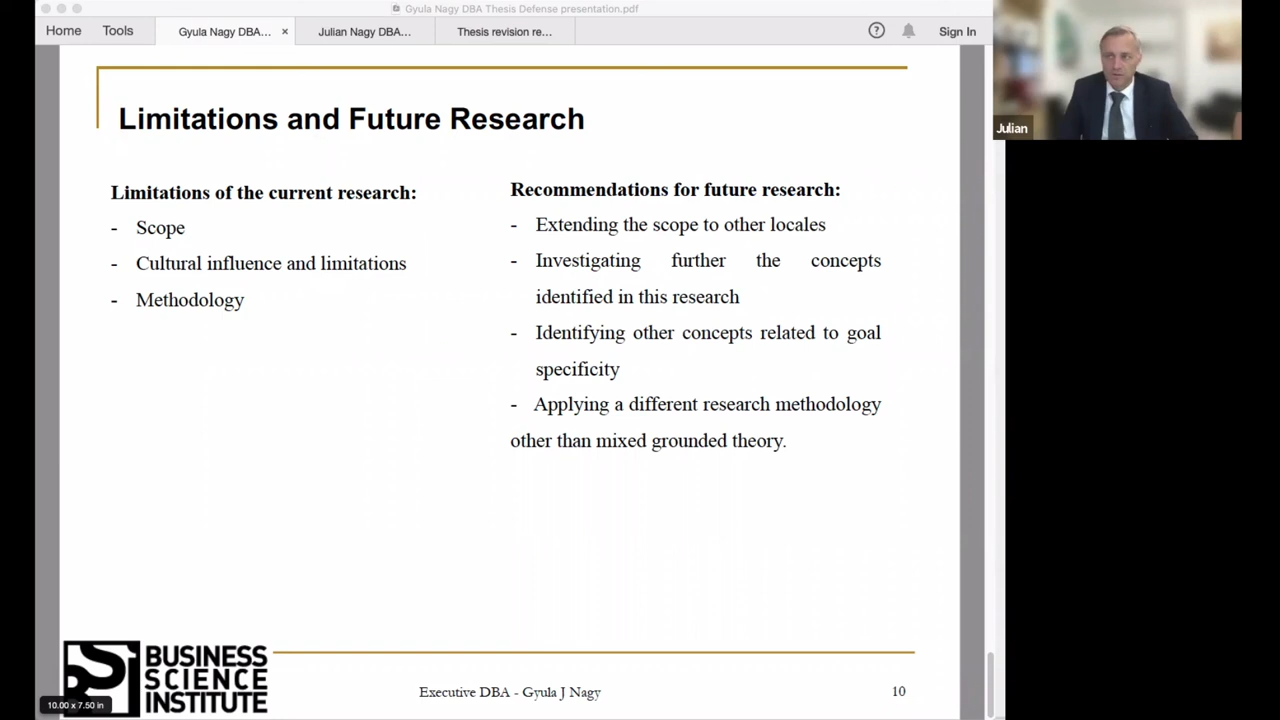 Gyula Nagy DBA Thesis Defense presentation.pdf
Home Tools Gyula Nagy DBA... × Julian Nagy DBA... Thesis revision re... ? Sign In
Julian
Limitations and Future Research
Limitations of the current research:
- Scope
- Cultural influence and limitations
- Methodology
Recommendations for future research:
- Extending the scope to other locales
- Investigating further the concepts
identified in this research
- Identifying other concepts related to goal
specificity
- Applying a different research methodology
other than mixed grounded theory.
BUSINESS
SCIENCE
INSTITUTE
10.00 x 7.50 in
Executive DBA - Gyula J Nagy
10